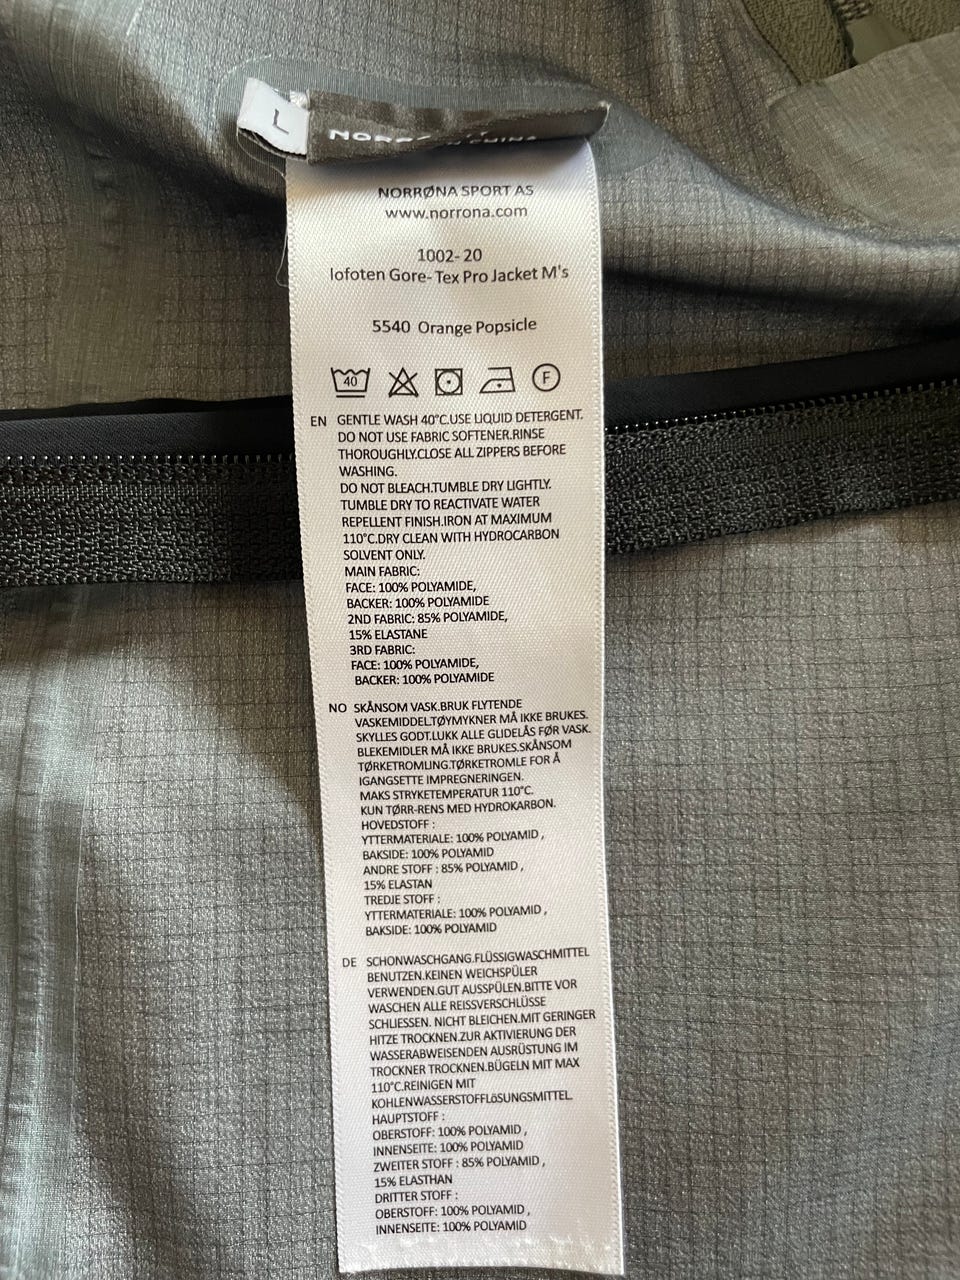 L
NORRØNA SPORT AS
www.norrona.com
1002-20
lofoten Gore-Tex Pro Jacket M's
5540 Orange Popsicle
40
F
EN GENTLE WASH 40°C.USE LIQUID DETERGENT.
DO NOT USE FABRIC SOFTENER.RINSE
THOROUGHLY.CLOSE ALL ZIPPERS BEFORE
WASHING.
DO NOT BLEACH.TUMBLE DRY LIGHTLY.
TUMBLE DRY TO REACTIVATE WATER
REPELLENT FINISH.IRON AT MAXIMUM
110°C.DRY CLEAN WITH HYDROCARBON
SOLVENT ONLY.
MAIN FABRIC:
FACE: 100% POLYAMIDE,
BACKER: 100% POLYAMIDE
2ND FABRIC: 85% POLYAMIDE,
15% ELASTANE
3RD FABRIC:
FACE: 100% POLYAMIDE,
BACKER: 100% POLYAMIDE
NO SKÅNSOM VASK.BRUK FLYTENDE
VASKEMIDDEL.TØYMYKNER MÅ IKKE BRUKES.
SKYLLES GODT.LUKK ALLE GLIDELÅS FØR VASK.
BLEKEMIDLER MÅ IKKE BRUKES.SKÅNSOM
TØRKETROMLING.TØRKETROMLE FOR Å
IGANGSETTE IMPREGNERINGEN.
MAKS STRYKETEMPERATUR 110°C.
KUN TØRR-RENS MED HYDROKARBON.
HOVEDSTOFF :
YTTERMATERIALE: 100% POLYAMID ,
BAKSIDE: 100% POLYAMID
ANDRE STOFF : 85% POLYAMID ,
15% ELASTAN
TREDJE STOFF :
YTTERMATERIALE: 100% POLYAMID ,
BAKSIDE: 100% POLYAMID
DE SCHONWASCHGANG.FLÜSSIGWASCHMITTEL
BENUTZEN.KEINEN WEICHSPÜLER
VERWENDEN.GUT AUSSPÜLEN.BITTE VOR
WASCHEN ALLE REISSVERSCHLÜSSE
SCHLIESSEN. NICHT BLEICHEN.MIT GERINGER
HITZE TROCKNEN.ZUR AKTIVIERUNG DER
WASSERABWEISENDEN AUSRÜSTUNG IM
TROCKNER TROCKNEN.BÜGELN MIT MAX
110°C.REINIGEN MIT
KOHLENWASSERSTOFFLöSUNGSMITTEL.
HAUPTSTOFF :
OBERSTOFF: 100% POLYAMID ,
INNENSEITE: 100% POLYAMID
ZWEITER STOFF : 85% POLYAMID ,
15% ELASTHAN
DRITTER STOFF :
OBERSTOFF: 100% POLYAMID ,
INNENSEITE: 100% POLYAMID